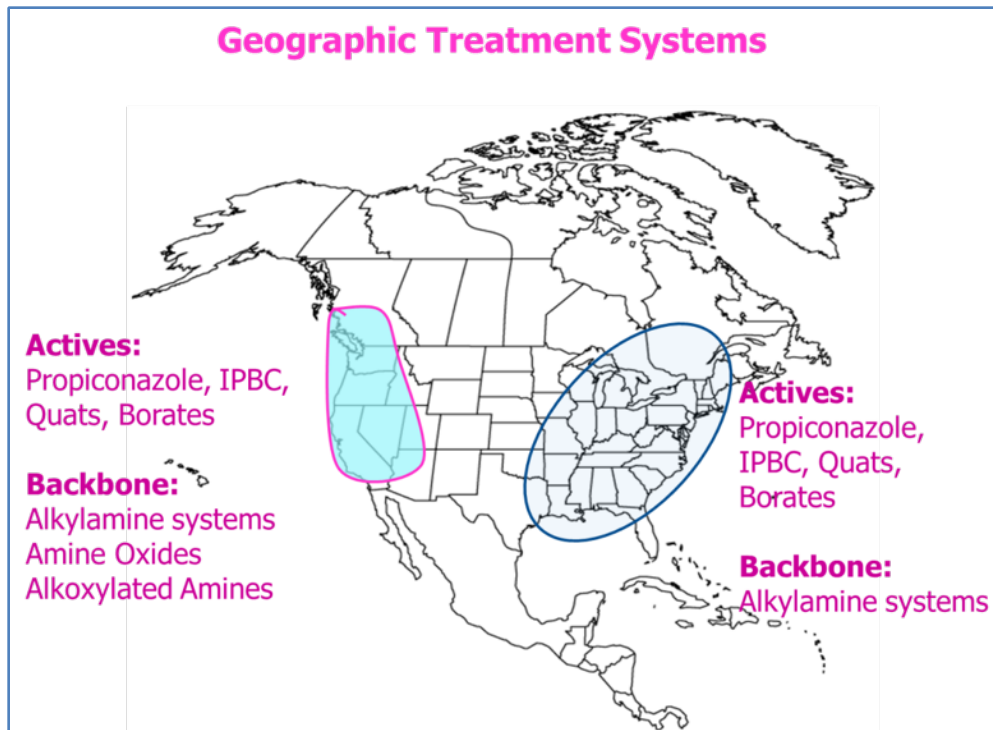 Geographic Treatment Systems
Actives:
Propiconazole, IPBC,
Quats, Borates
Backbone:
Alkylamine systems
Amine Oxides
Alkoxylated Amines
Actives:
Propiconazole,
IPBC, Quats,
Borates
Backbone:
Alkylamine systems